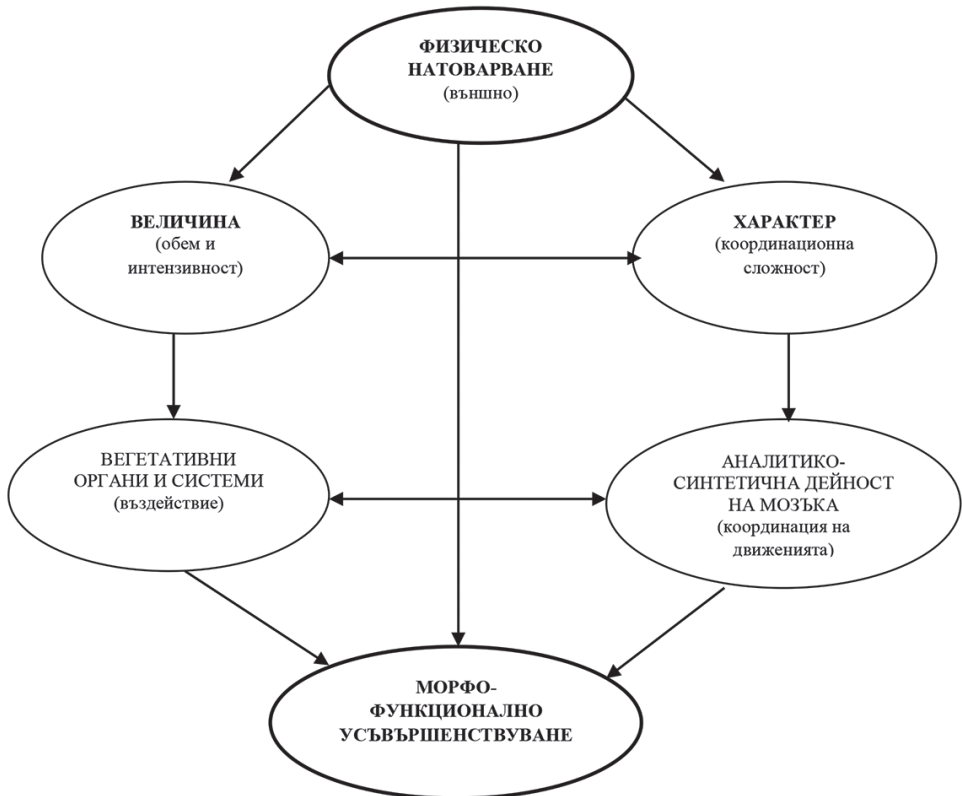 ФИЗИЧЕСКО
НАТОВАРВАНЕ
(външно)
ВЕЛИЧИНА
(обем и
интензивност)
ХАРАКТЕР
(координационна
сложност)
ВЕГЕТАТИВНИ
ОРГАНИ И СИСТЕМИ
(въздействие)
АНАЛИТИКО-
СИНТЕТИЧНА ДЕЙНОСТ
НА МОЗЪКА
(координация на
движенията)
МОРФО-
ФУНКЦИОНАЛНО
УСЪВЪРШЕНСТВУВАНЕ